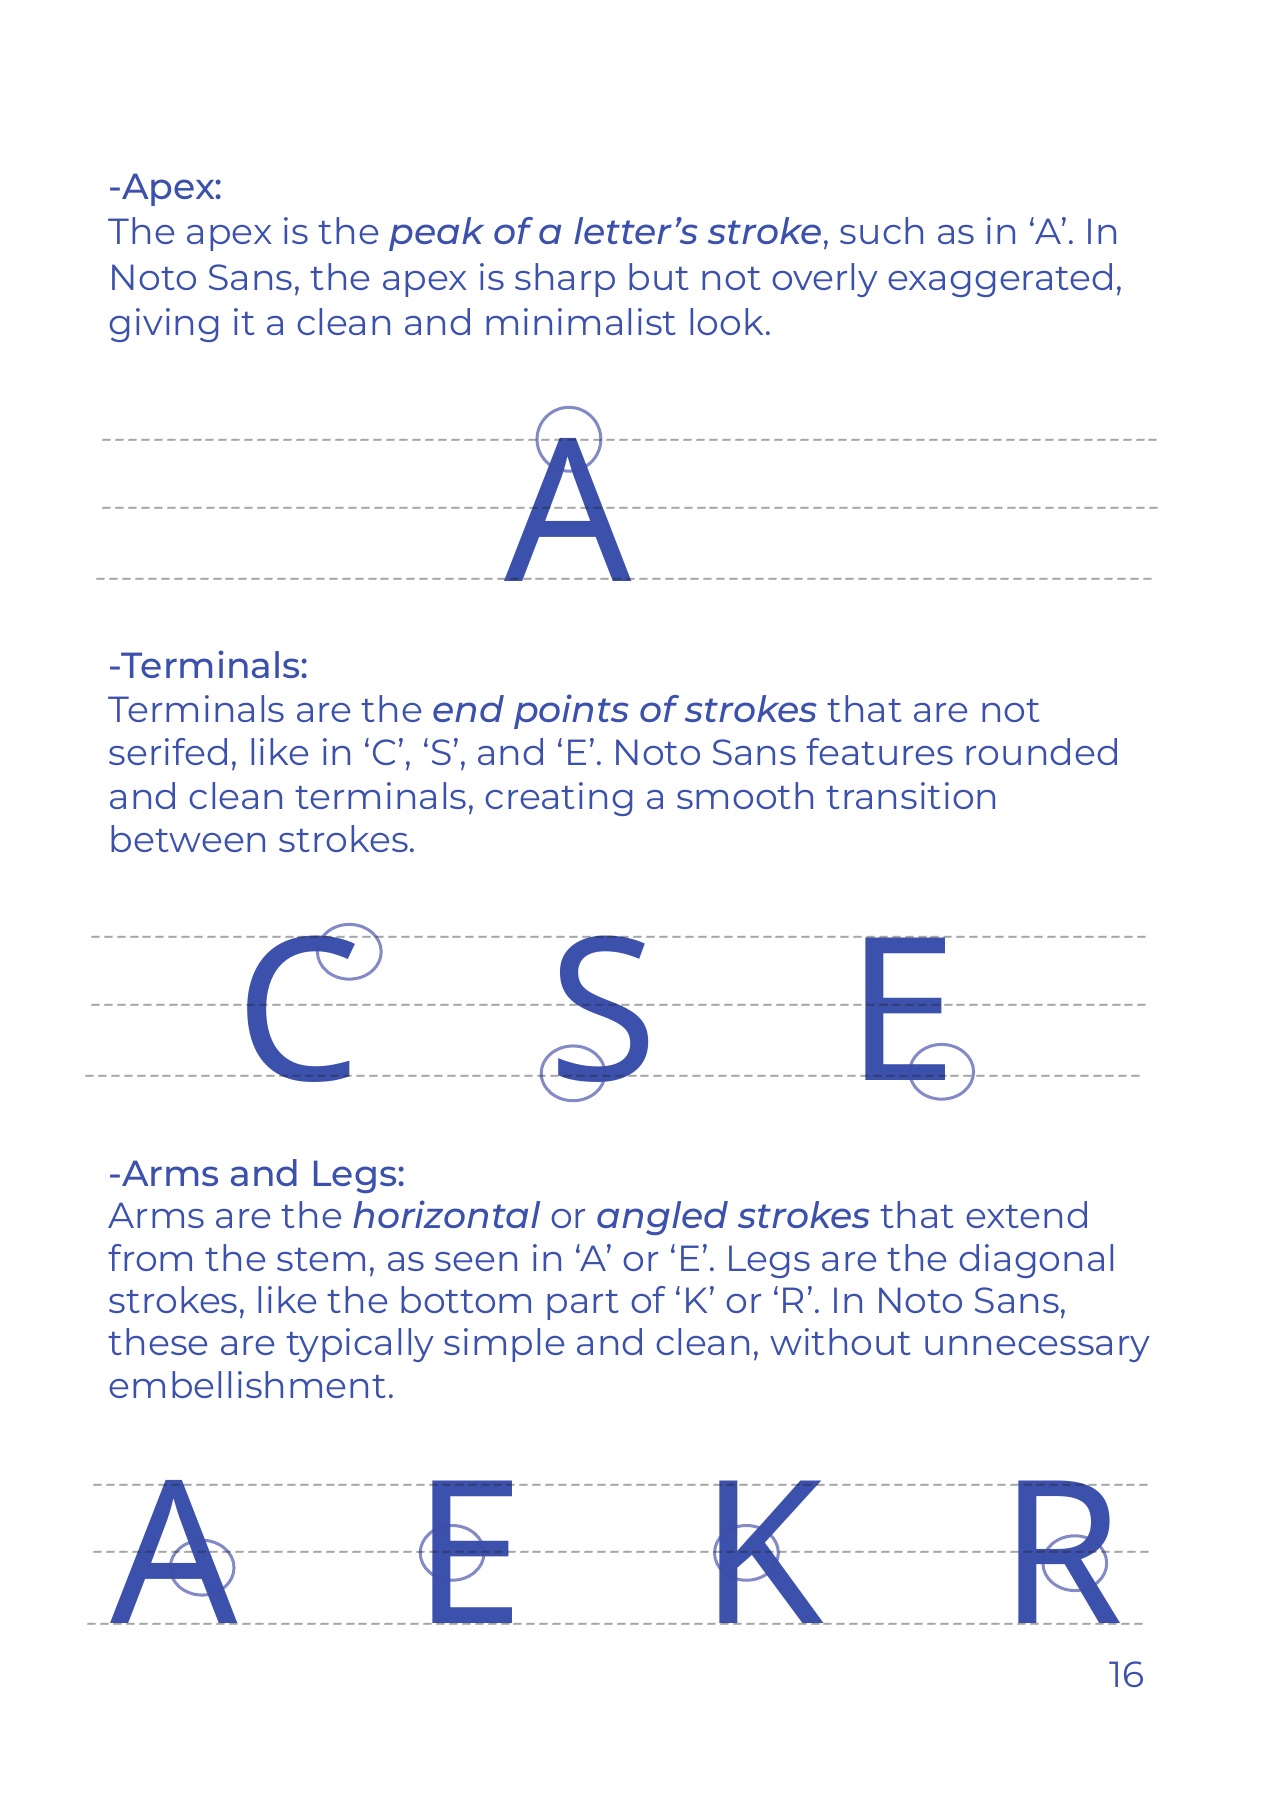 -Apex:
The apex is the peak of a letter’s stroke, such as in ‘A’. In
Noto Sans, the apex is sharp but not overly exaggerated,
giving it a clean and minimalist look.
A
-Terminals:
Terminals are the end points of strokes that are not
serifed, like in ‘C’, ‘S’, and ‘E’. Noto Sans features rounded
and clean terminals, creating a smooth transition
between strokes.
C S E
-Arms and Legs:
Arms are the horizontal or angled strokes that extend
from the stem, as seen in ‘A’ or ‘E’. Legs are the diagonal
strokes, like the bottom part of ‘K’ or ‘R’. In Noto Sans,
these are typically simple and clean, without unnecessary
embellishment.
A E K R
16